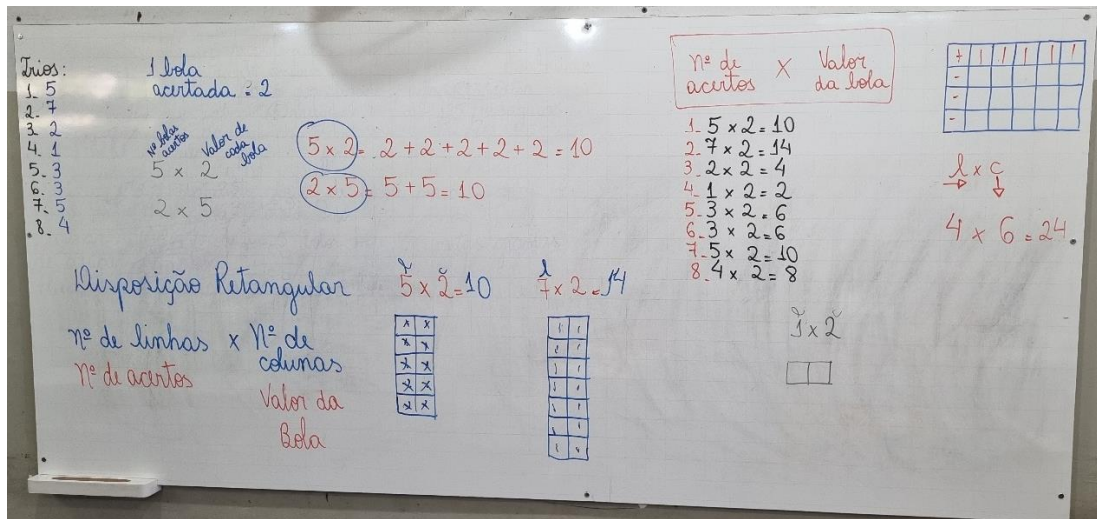 Trios:
1. 5
2. 7
3. 2
4. 1
5. 3
6. 3
7. 5
8. 4
1 bola
acertada = 2
Nº bolas acertos
Valor de cada bola
5 x 2
2 x 5
5 x 2 = 2 + 2 + 2 + 2 + 2 = 10
2 x 5 = 5 + 5 = 10
Nº de acertos X Valor da bola
1. 5 x 2 = 10
2. 7 x 2 = 14
3. 2 x 2 = 4
4. 1 x 2 = 2
5. 3 x 2 = 6
6. 3 x 2 = 6
7. 5 x 2 = 10
8. 4 x 2 = 8
l x c
4 x 6 = 24
Disposição Retangular
Nº de linhas x Nº de
colunas
Nº de acertos
Valor da
Bola
5 x 2 = 10
l
7 x 2 = 14
1 x 2